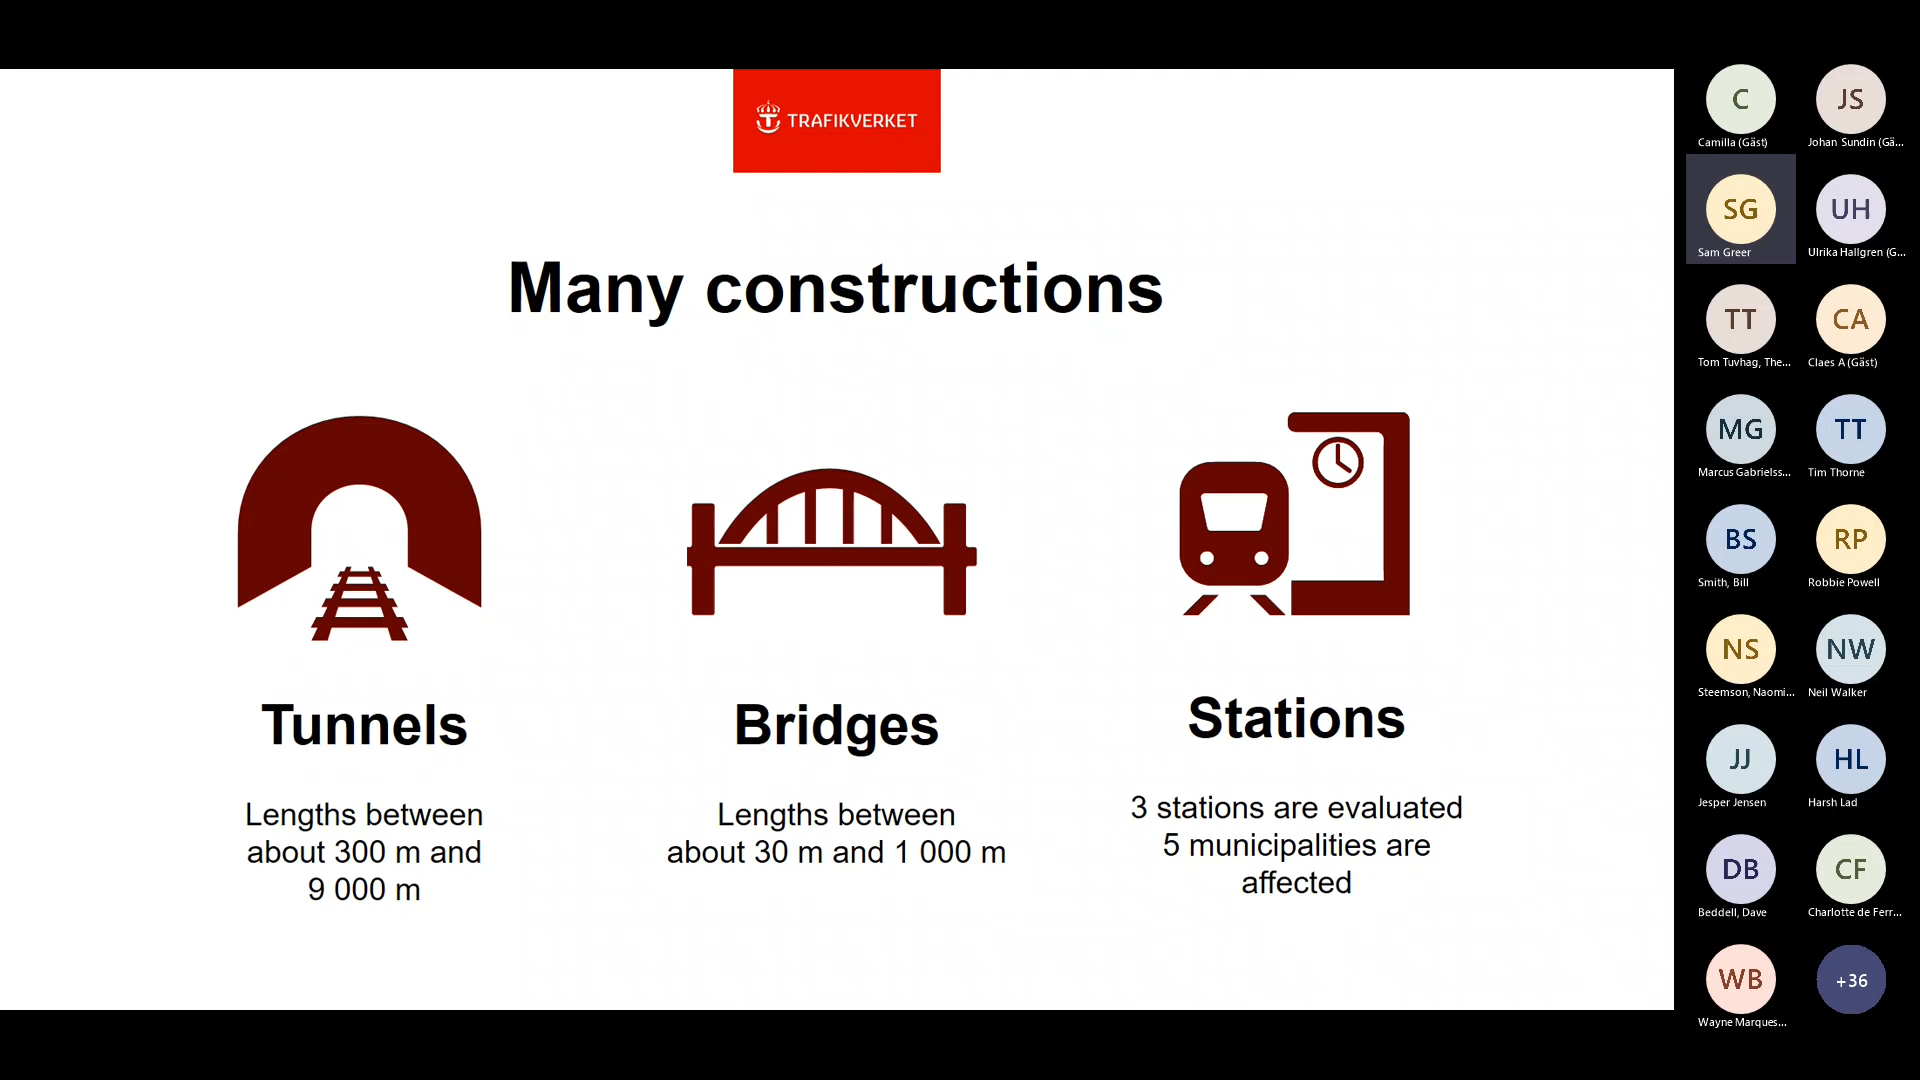 TRAFIKVERKET
Many constructions
Tunnels
Lengths between
about 300 m and
9 000 m
Bridges
Lengths between
about 30 m and 1 000 m
Stations
3 stations are evaluated
5 municipalities are
affected
C
Camilla (Gäst)
JS
Johan Sundin (Gä...
SG
Sam Greer
UH
Ulrika Hallgren (G...
TT
Tom Tuvhag, The...
CA
Claes A (Gäst)
MG
Marcus Gabrielss...
TT
Tim Thorne
BS
Smith, Bill
RP
Robbie Powell
NS
Steemson, Naomi...
NW
Neil Walker
JJ
Jesper Jensen
HL
Harsh Lad
DB
Beddell, Dave
CF
Charlotte de Ferr...
WB
Wayne Marques...
+36